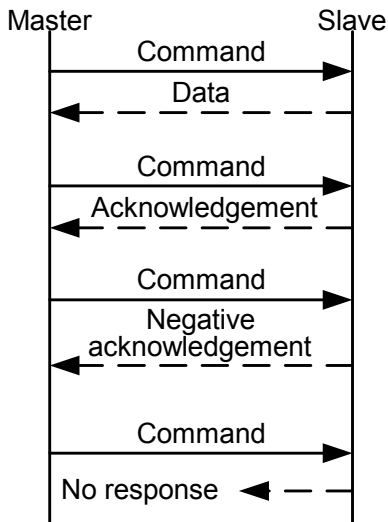 Master Slave
Command
Data
Command
Acknowledgement
Command
Negative
acknowledgement
Command
No response